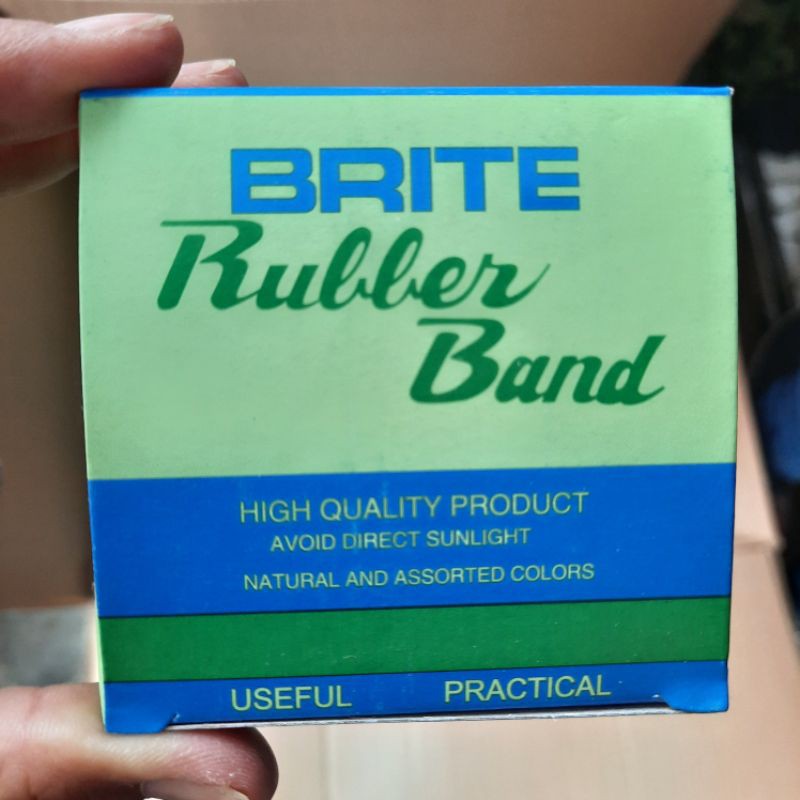 BRITE
Rubber
Band
HIGH QUALITY PRODUCT
AVOID DIRECT SUNLIGHT
NATURAL AND ASSORTED COLORS
USEFUL PRACTICAL